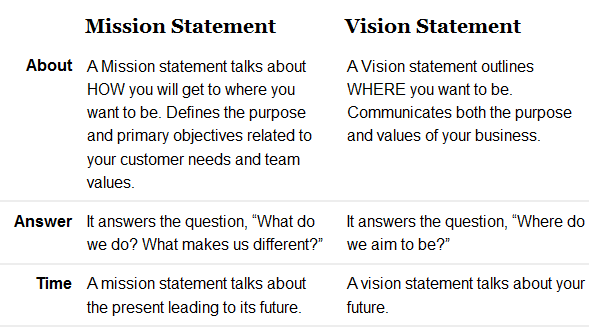 Mission Statement
Vision Statement
About
A Mission statement talks about
HOW you will get to where you
want to be. Defines the purpose
and primary objectives related to
your customer needs and team
values.
A Vision statement outlines
WHERE you want to be.
Communicates both the purpose
and values of your business.
Answer
It answers the question, “What do
we do? What makes us different?”
It answers the question, “Where do
we aim to be?”
Time
A mission statement talks about
the present leading to its future.
A vision statement talks about your
future.